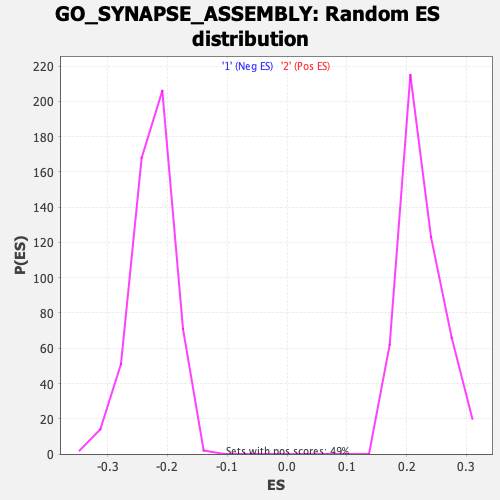 GO_SYNAPSE_ASSEMBLY: Random ES
distribution
'1' (Neg ES) '2' (Pos ES)
220
200
180
160
140
120
100
80
60
40
20
0
P(ES)
Sets with pos scores: 49%
-0.3 -0.2 -0.1 0.0 0.1 0.2 0.3
ES